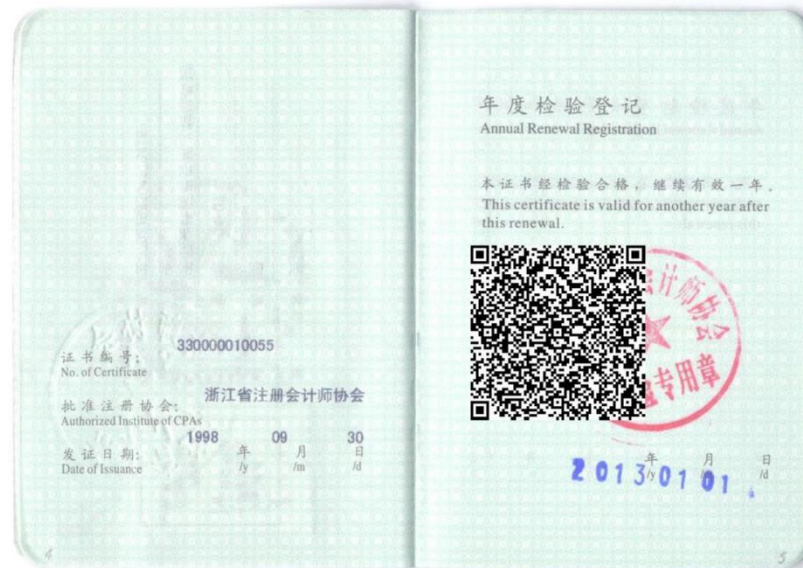 证书编号:
No. of Certificate
330000010055
批准注册协会:
Authorized Institute of CPAs
浙江省注册会计师协会
发证日期:
Date of Issuance
1998 年 09 月 30 日
/y /m /d
4
年度检验登记
Annual Renewal Registration
本证书经检验合格，继续有效一年。
This certificate is valid for another year after
this renewal.
会计师协会
专用章
年 月 日
2013 /y 01 01 /d
5